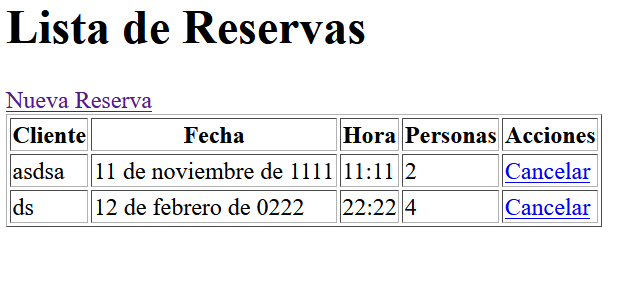 Lista de Reservas
Nueva Reserva
Cliente Fecha Hora Personas Acciones
asdsa 11 de noviembre de 1111 11:11 2 Cancelar
ds 12 de febrero de 0222 22:22 4 Cancelar